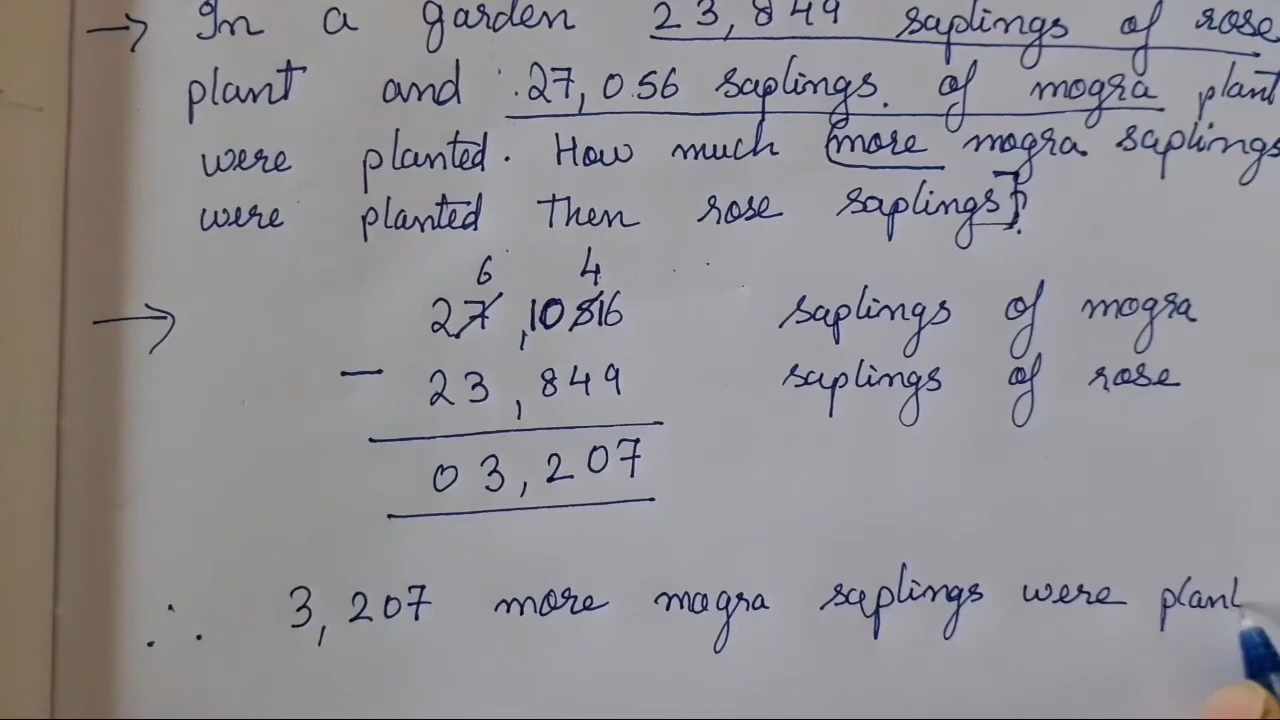 → In a garden 23,849 saplings of rose
plant and 27,056 saplings of mogra plant
were planted. How much more mogra saplings
were planted then rose saplings?
6 4
→ 27,10516 saplings of mogra
− 23,849 saplings of rose
03,207
∴ 3,207 more mogra saplings were plant